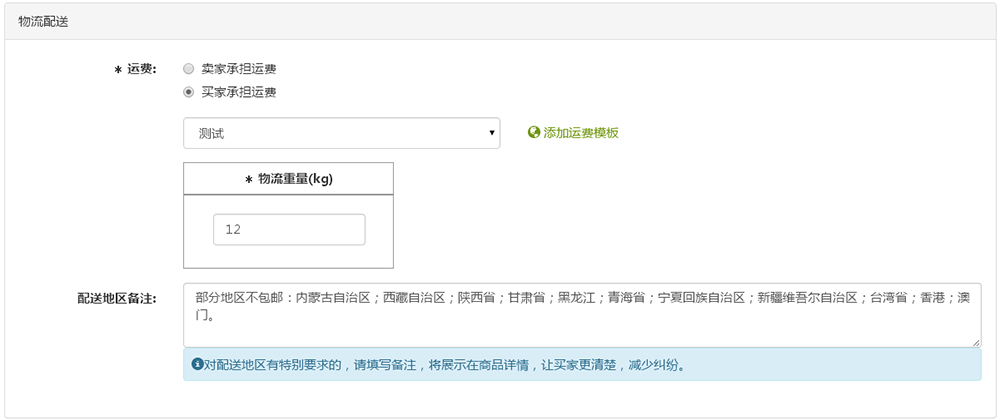 物流配送
* 运费: 卖家承担运费
买家承担运费
测试 添加运费模板
* 物流重量(kg)
12
配送地区备注: 部分地区不包邮：内蒙古自治区；西藏自治区；陕西省；甘肃省；黑龙江；青海省；宁夏回族自治区；新疆维吾尔自治区；台湾省；香港；澳
门。
对配送地区有特别要求的，请填写备注，将展示在商品详情，让买家更清楚，减少纠纷。